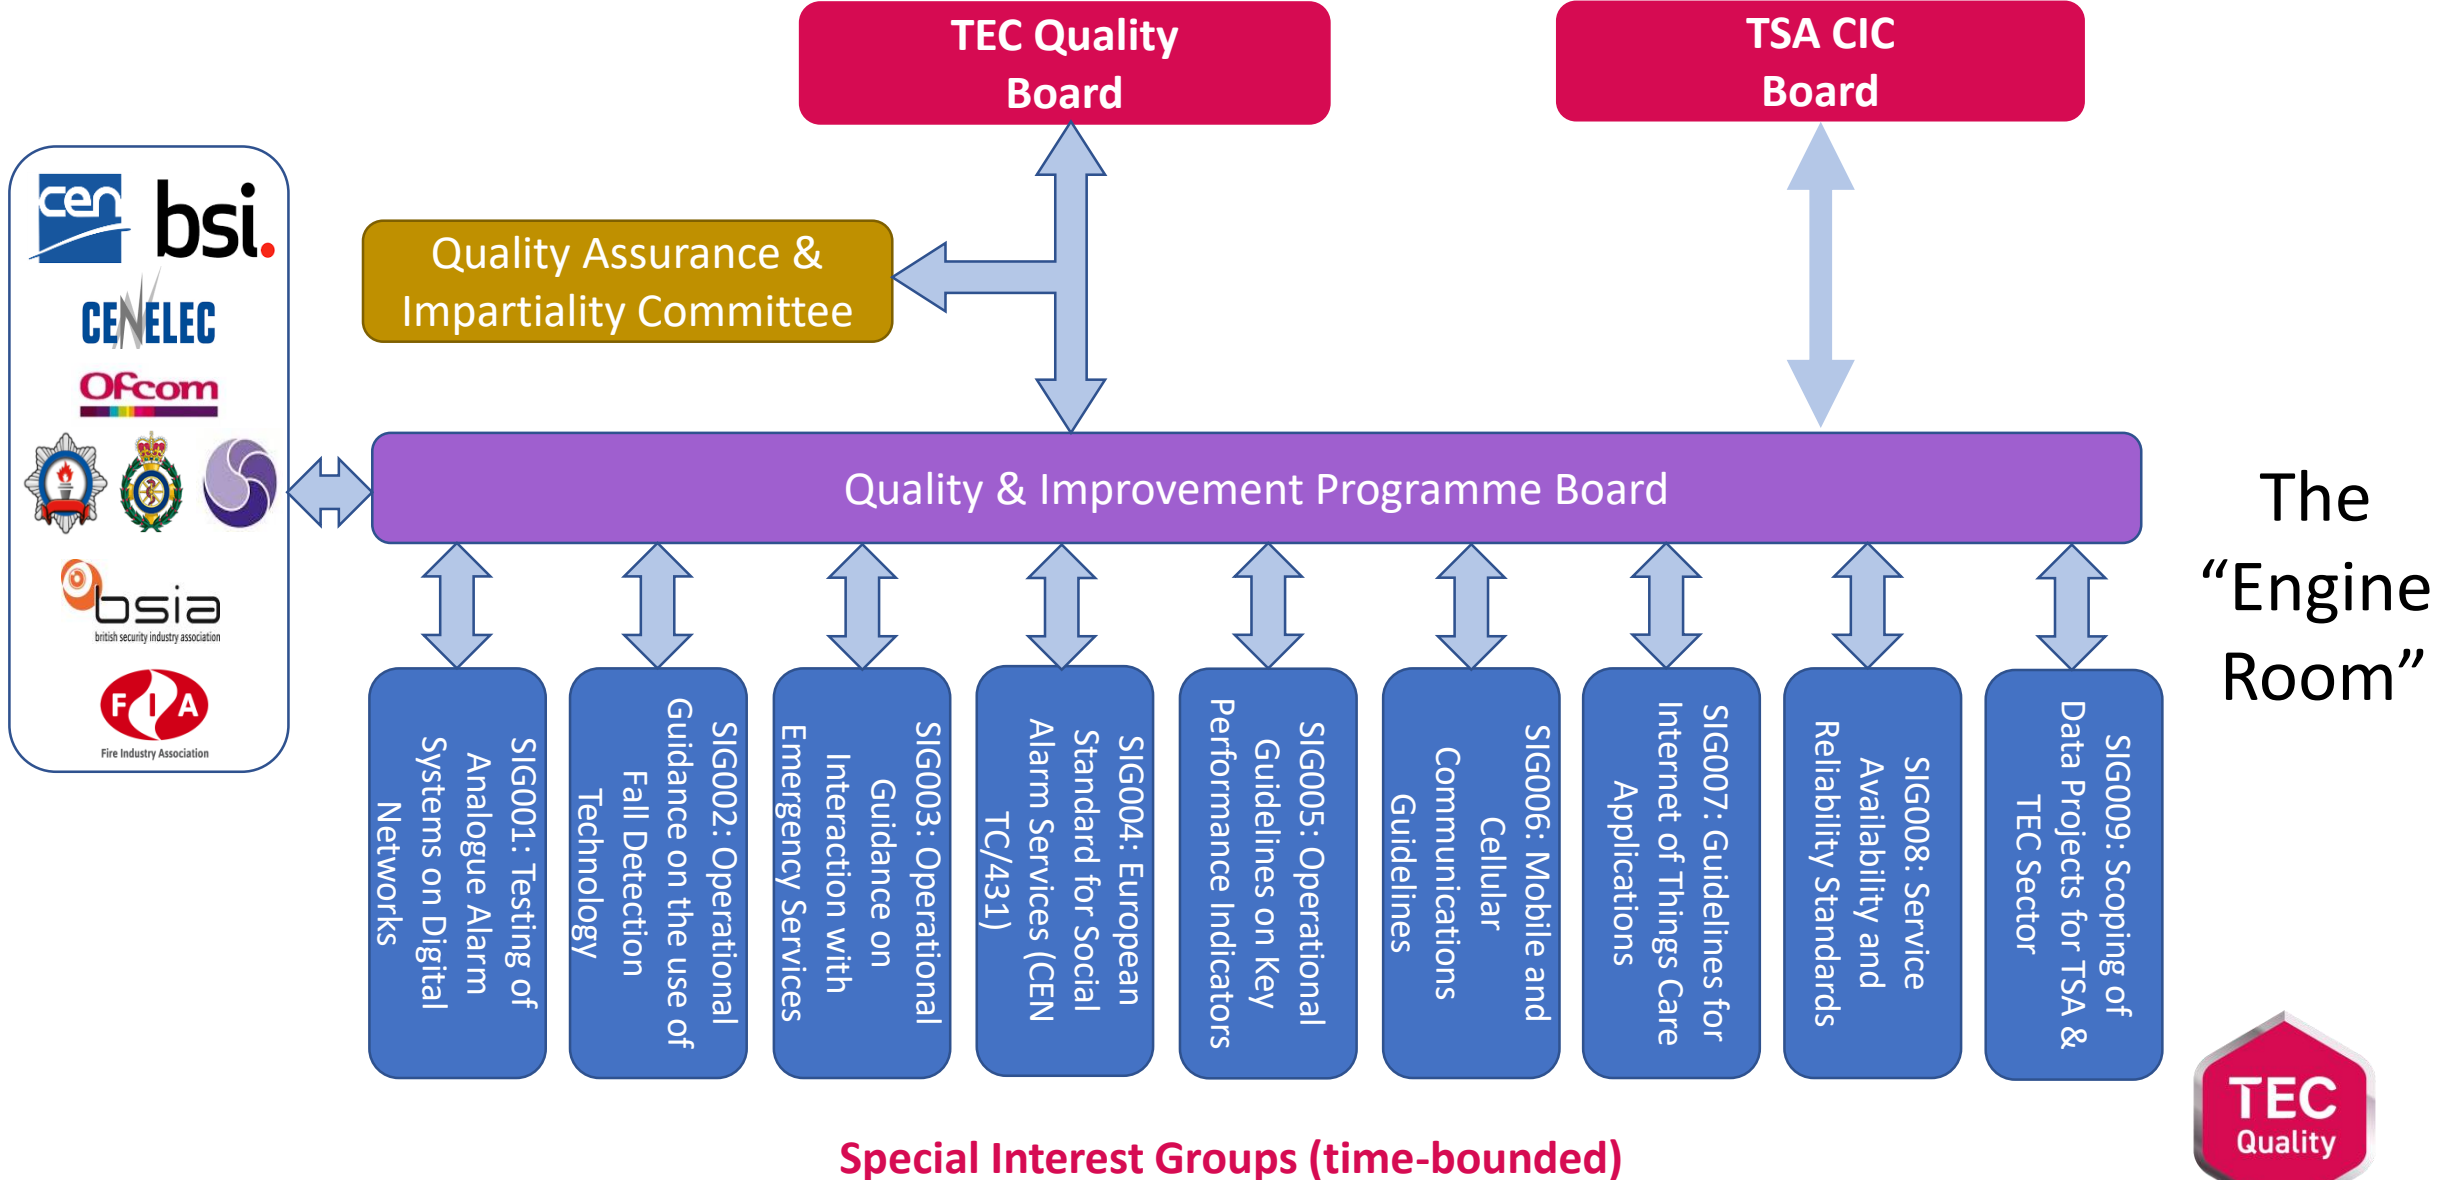 TEC Quality
Board
TSA CIC
Board
cen
bsi.
CENELEC
Ofcom
bsia
british security industry association
FIA
Fire Industry Association
Quality Assurance &
Impartiality Committee
Quality & Improvement Programme Board
The
“Engine
Room”
SIG001: Testing of
Analogue Alarm
Systems on Digital
Networks
SIG002: Operational
Guidance on the use of
Fall Detection
Technology
SIG003: Operational
Guidance on
Interaction with
Emergency Services
SIG004: European
Standard for Social
Alarm Services (CEN
TC/431)
SIG005: Operational
Guidelines on Key
Performance Indicators
SIG006: Mobile and
Cellular
Communications
Guidelines
SIG007: Guidelines for
Internet of Things Care
Applications
SIG008: Service
Availability and
Reliability Standards
SIG009: Scoping of
Data Projects for TSA &
TEC Sector
Special Interest Groups (time-bounded)
TEC
Quality